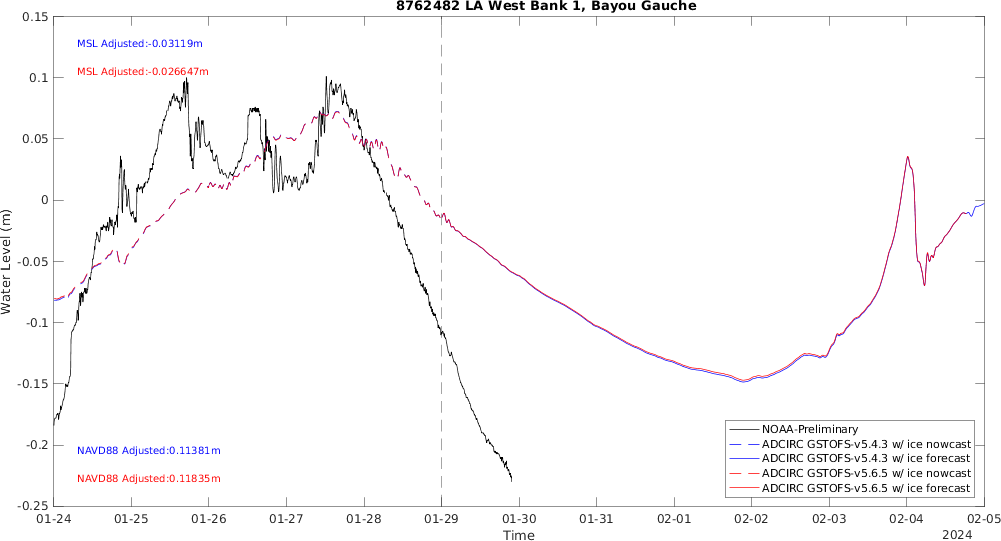 8762482 LA West Bank 1, Bayou Gauche
MSL Adjusted:-0.03119m
MSL Adjusted:-0.026647m
NAVD88 Adjusted:0.11381m
NAVD88 Adjusted:0.11835m
Water Level (m)
0.15
0.1
0.05
0
-0.05
-0.1
-0.15
-0.2
-0.25
NOAA-Preliminary
ADCIRC GSTOFS-v5.4.3 w/ ice nowcast
ADCIRC GSTOFS-v5.4.3 w/ ice forecast
ADCIRC GSTOFS-v5.6.5 w/ ice nowcast
ADCIRC GSTOFS-v5.6.5 w/ ice forecast
01-24 01-25 01-26 01-27 01-28 01-29 01-30 01-31 02-01 02-02 02-03 02-04 02-05
Time
2024